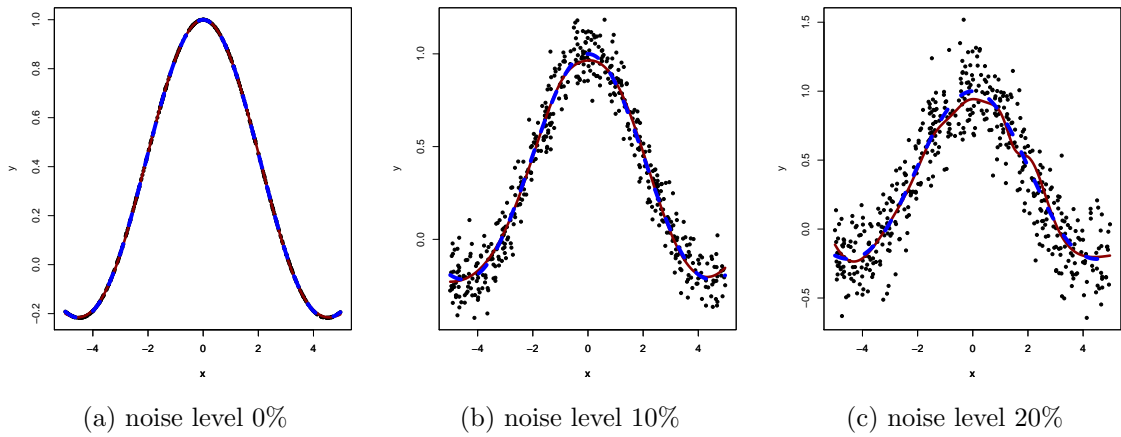 1.0
0.8
0.6
0.4
0.2
0.0
−0.2
y
−4 −2 0 2 4
x
(a) noise level 0%
1.0
0.5
0.0
y
−4 −2 0 2 4
x
(b) noise level 10%
1.5
1.0
0.5
0.0
−0.5
y
−4 −2 0 2 4
x
(c) noise level 20%